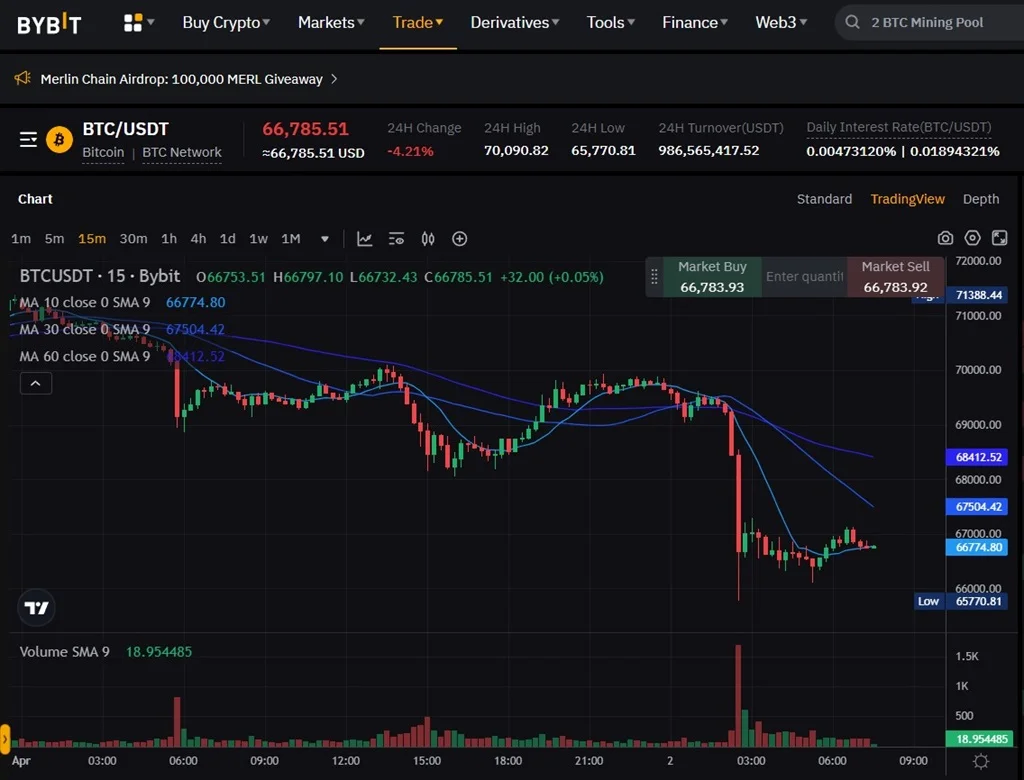 BYBIT Buy Crypto Markets Trade Derivatives Tools Finance Web3 2 BTC Mining Pool
Merlin Chain Airdrop: 100,000 MERL Giveaway
BTC/USDT 66,785.51 24H Change 24H High 24H Low 24H Turnover(USDT) Daily Interest Rate(BTC/USDT)
Bitcoin | BTC Network ≈66,785.51 USD -4.21% 70,090.82 65,770.81 986,565,417.52 0.00473120% | 0.01894321%
Chart Standard TradingView Depth
1m 5m 15m 30m 1h 4h 1d 1w 1M
BTCUSDT · 15 · Bybit O66753.51 H66797.10 L66732.43 C66785.51 +32.00 (+0.05%)
Market Buy Enter quantit Market Sell
66,783.93 66,783.92
72000.00
MA 10 close 0 SMA 9 66774.80
High 71388.44
71000.00
MA 30 close 0 SMA 9 67504.42
MA 60 close 0 SMA 9 68412.52
70000.00
69000.00
68412.52
68000.00
67504.42
67000.00
66774.80
66000.00
Low 65770.81
Volume SMA 9 18.954485
1.5K
1K
500
18.954485
Apr 03:00 06:00 09:00 12:00 15:00 18:00 21:00 2 03:00 06:00 09:00